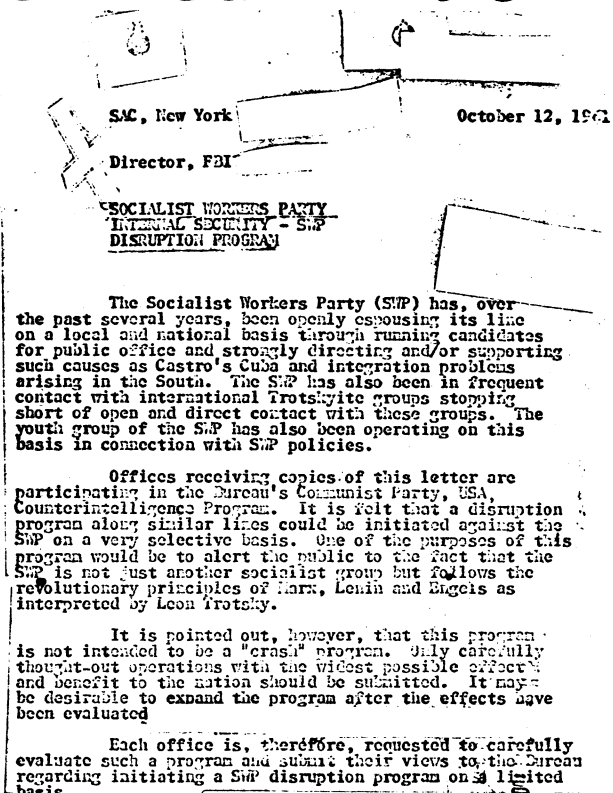 SAC, New York
October 12, 1961
Director, FBI
SOCIALIST WORKERS PARTY
INTERNAL SECURITY - SWP
DISRUPTION PROGRAM
The Socialist Workers Party (SWP) has, over
the past several years, been openly espousing its line
on a local and national basis through running candidates
for public office and strongly directing and/or supporting
such causes as Castro's Cuba and integration problems
arising in the South. The SWP has also been in frequent
contact with international Trotskyite groups stopping
short of open and direct contact with these groups. The
youth group of the SWP has also been operating on this
basis in connection with SWP policies.
Offices receiving copies of this letter are
participating in the Bureau's Communist Party, USA,
Counterintelligence Program. It is felt that a disruption
program along similar lines could be initiated against the
SWP on a very selective basis. One of the purposes of this
program would be to alert the public to the fact that the
SWP is not just another socialist group but follows the
revolutionary principles of Marx, Lenin and Engels as
interpreted by Leon Trotsky.
It is pointed out, however, that this program
is not intended to be a "crash" program. Only carefully
thought-out operations with the widest possible effect
and benefit to the nation should be submitted. It may
be desirable to expand the program after the effects have
been evaluated
Each office is, therefore, requested to carefully
evaluate such a program and submit their views to the Bureau
regarding initiating a SWP disruption program on a limited
basis